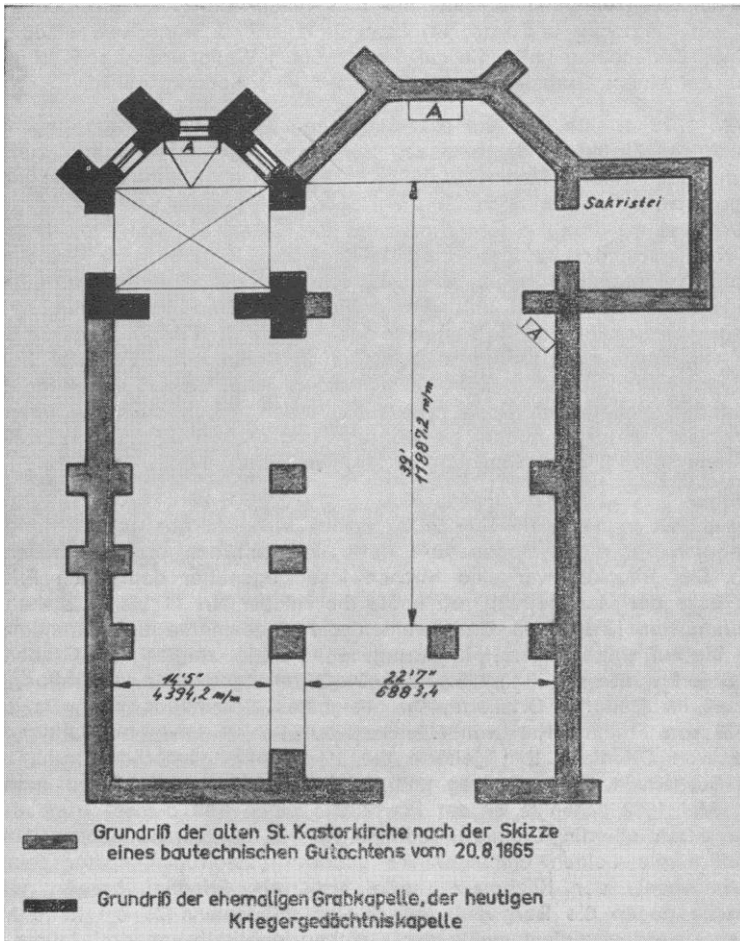 A
A
Sakristei
A
39'
11887.2 m/m
14'5"
4394,2 m/m
22'7"
6883,4
Grundriß der alten St. Kastorkirche nach der Skizze
eines bautechnischen Gutachtens vom 20.8.1665
Grundriß der ehemaligen Grabkapelle, der heutigen
Kriegergedächtniskapelle